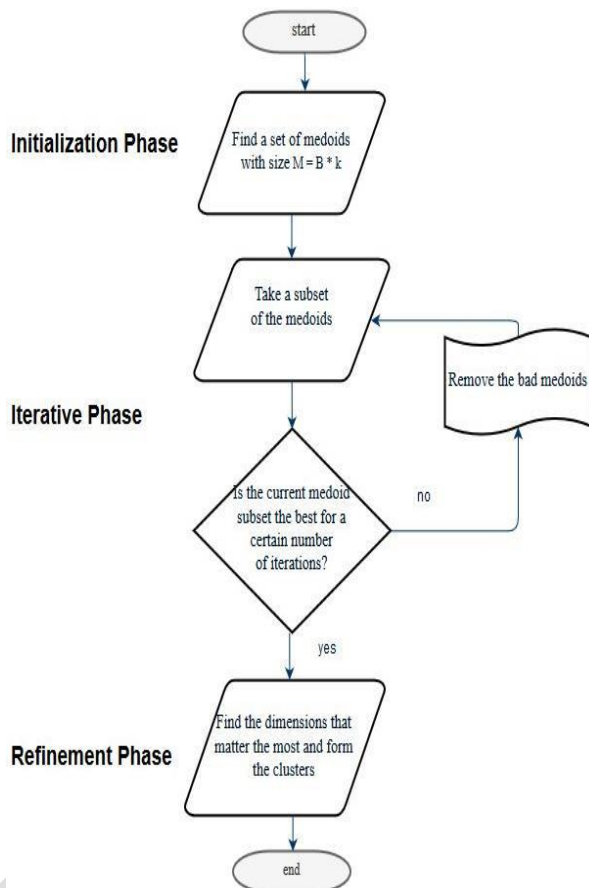 start
Initialization Phase
Find a set of medoids
with size M = B * k
Take a subset
of the medoids
Remove the bad medoids
Iterative Phase
Is the current medoid
subset the best for a
certain number
of iterations?
no
yes
Refinement Phase
Find the dimensions that
matter the most and form
the clusters
end